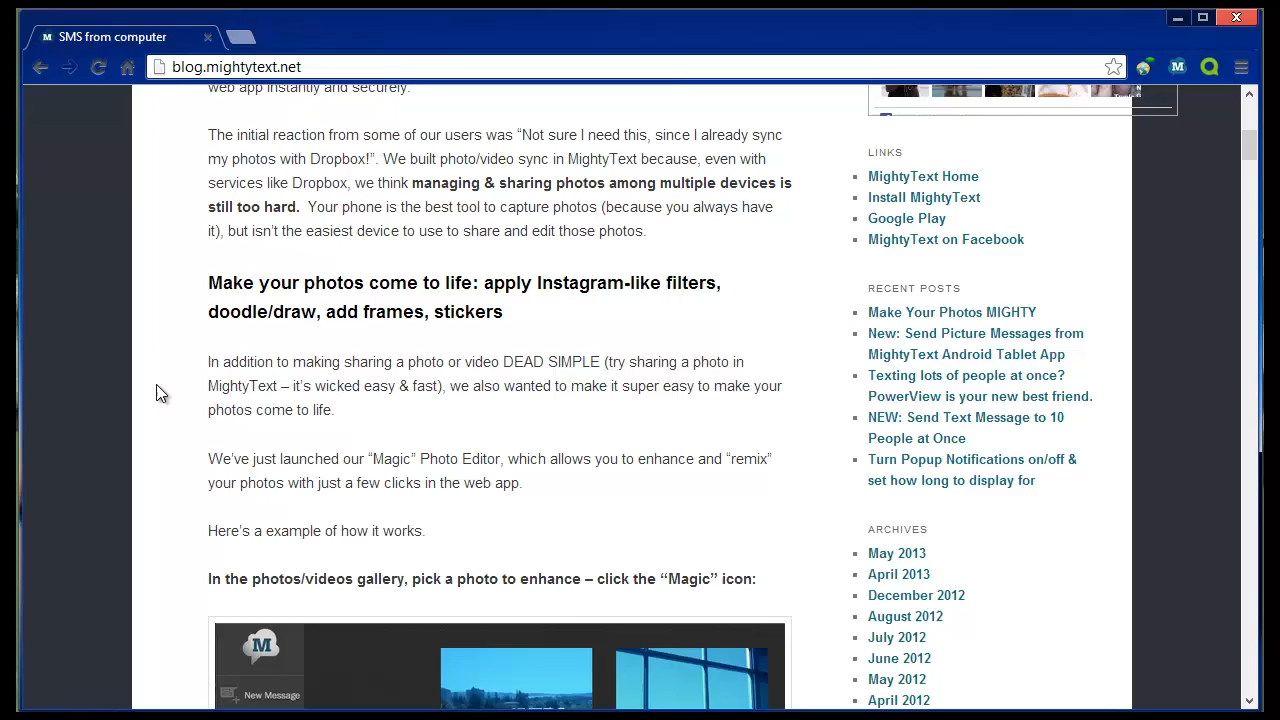 SMS from computer
blog.mightytext.net
web app instantly and securely.
The initial reaction from some of our users was “Not sure I need this, since I already sync
my photos with Dropbox!”. We built photo/video sync in MightyText because, even with
services like Dropbox, we think managing & sharing photos among multiple devices is
still too hard. Your phone is the best tool to capture photos (because you always have
it), but isn’t the easiest device to use to share and edit those photos.
Make your photos come to life: apply Instagram-like filters,
doodle/draw, add frames, stickers
In addition to making sharing a photo or video DEAD SIMPLE (try sharing a photo in
MightyText – it’s wicked easy & fast), we also wanted to make it super easy to make your
photos come to life.
We’ve just launched our “Magic” Photo Editor, which allows you to enhance and “remix”
your photos with just a few clicks in the web app.
Here’s a example of how it works.
In the photos/videos gallery, pick a photo to enhance – click the “Magic” icon:
M
New Message
LINKS
MightyText Home
Install MightyText
Google Play
MightyText on Facebook
RECENT POSTS
Make Your Photos MIGHTY
New: Send Picture Messages from
MightyText Android Tablet App
Texting lots of people at once?
PowerView is your new best friend.
NEW: Send Text Message to 10
People at Once
Turn Popup Notifications on/off &
set how long to display for
ARCHIVES
May 2013
April 2013
December 2012
August 2012
July 2012
June 2012
May 2012
April 2012